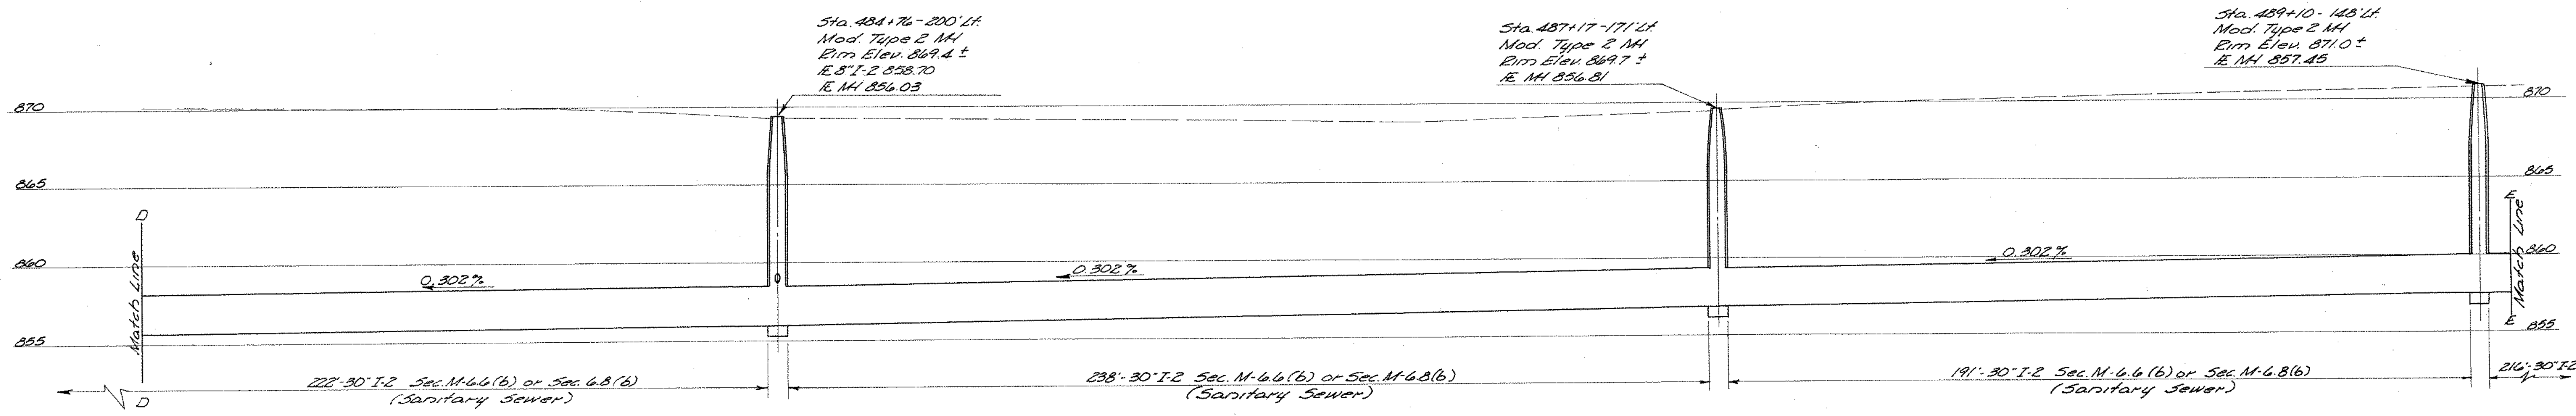 Sta. 484+76-200' Lt.
Mod. Type 2 MH
Rim Elev. 869.4 ±
IE 8" I-2 858.70
IE MH 856.03
Sta. 487+17-171' Lt.
Mod. Type 2 MH
Rim Elev. 869.7 ±
IE MH 856.81
Sta. 489+10-148' Lt.
Mod. Type 2 MH
Rim Elev. 871.0 ±
IE MH 857.45
870
870
865
865
860
860
855
855
D
Match Line
D
E
Match Line
E
0.302%
0.302%
0.302%
222'-30" I-2 Sec. M-6.6(b) or Sec. 6.8(b)
(Sanitary Sewer)
238'-30" I-2 Sec. M-6.6(b) or Sec. M-6.8(b)
(Sanitary Sewer)
191'-30" I-2 Sec. M-6.6(b) or Sec. M-6.8(b)
(Sanitary Sewer)
216'-30" I-2